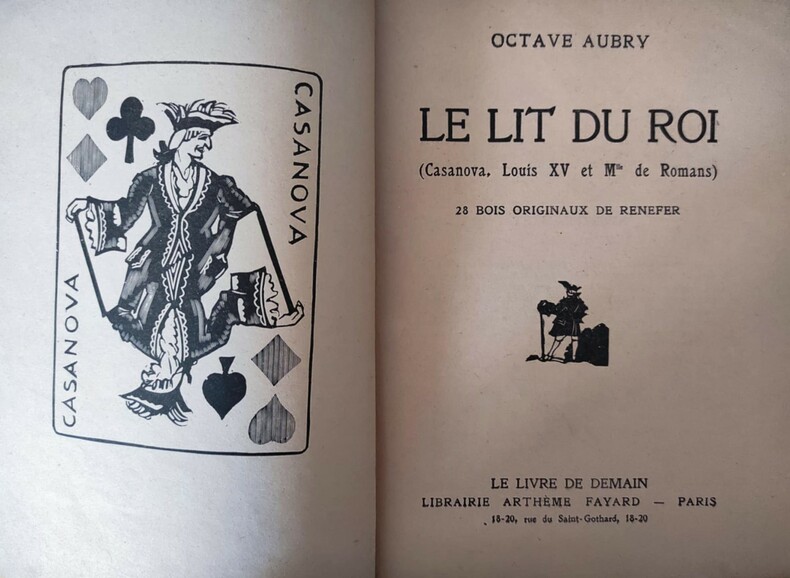 CASANOVA
CASANOVA
OCTAVE AUBRY
LE LIT DU ROI
(Casanova, Louis XV et Mlle de Romans)
28 BOIS ORIGINAUX DE RENEFER
LE LIVRE DE DEMAIN
LIBRAIRIE ARTHÈME FAYARD — PARIS
18-20, rue du Saint-Gothard, 18-20